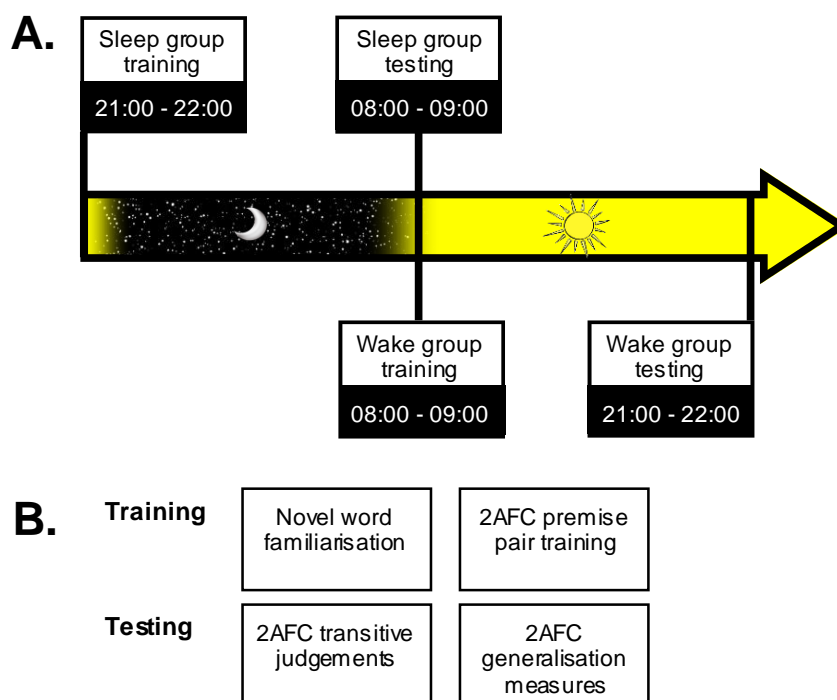 A.
Sleep group
training
21:00 - 22:00
Sleep group
testing
08:00 - 09:00
Wake group
training
08:00 - 09:00
Wake group
testing
21:00 - 22:00
B.
Training
Novel word
familiarisation
2AFC premise
pair training
Testing
2AFC transitive
judgements
2AFC
generalisation
measures